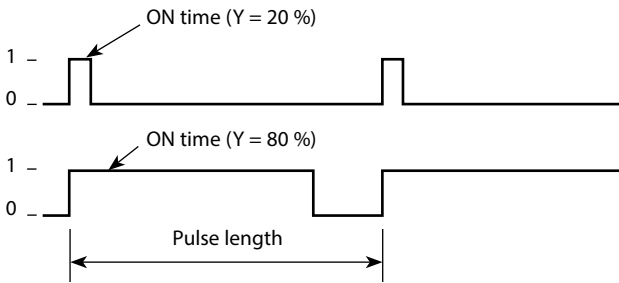 ON time (Y = 20 %)
1
0
ON time (Y = 80 %)
1
0
Pulse length